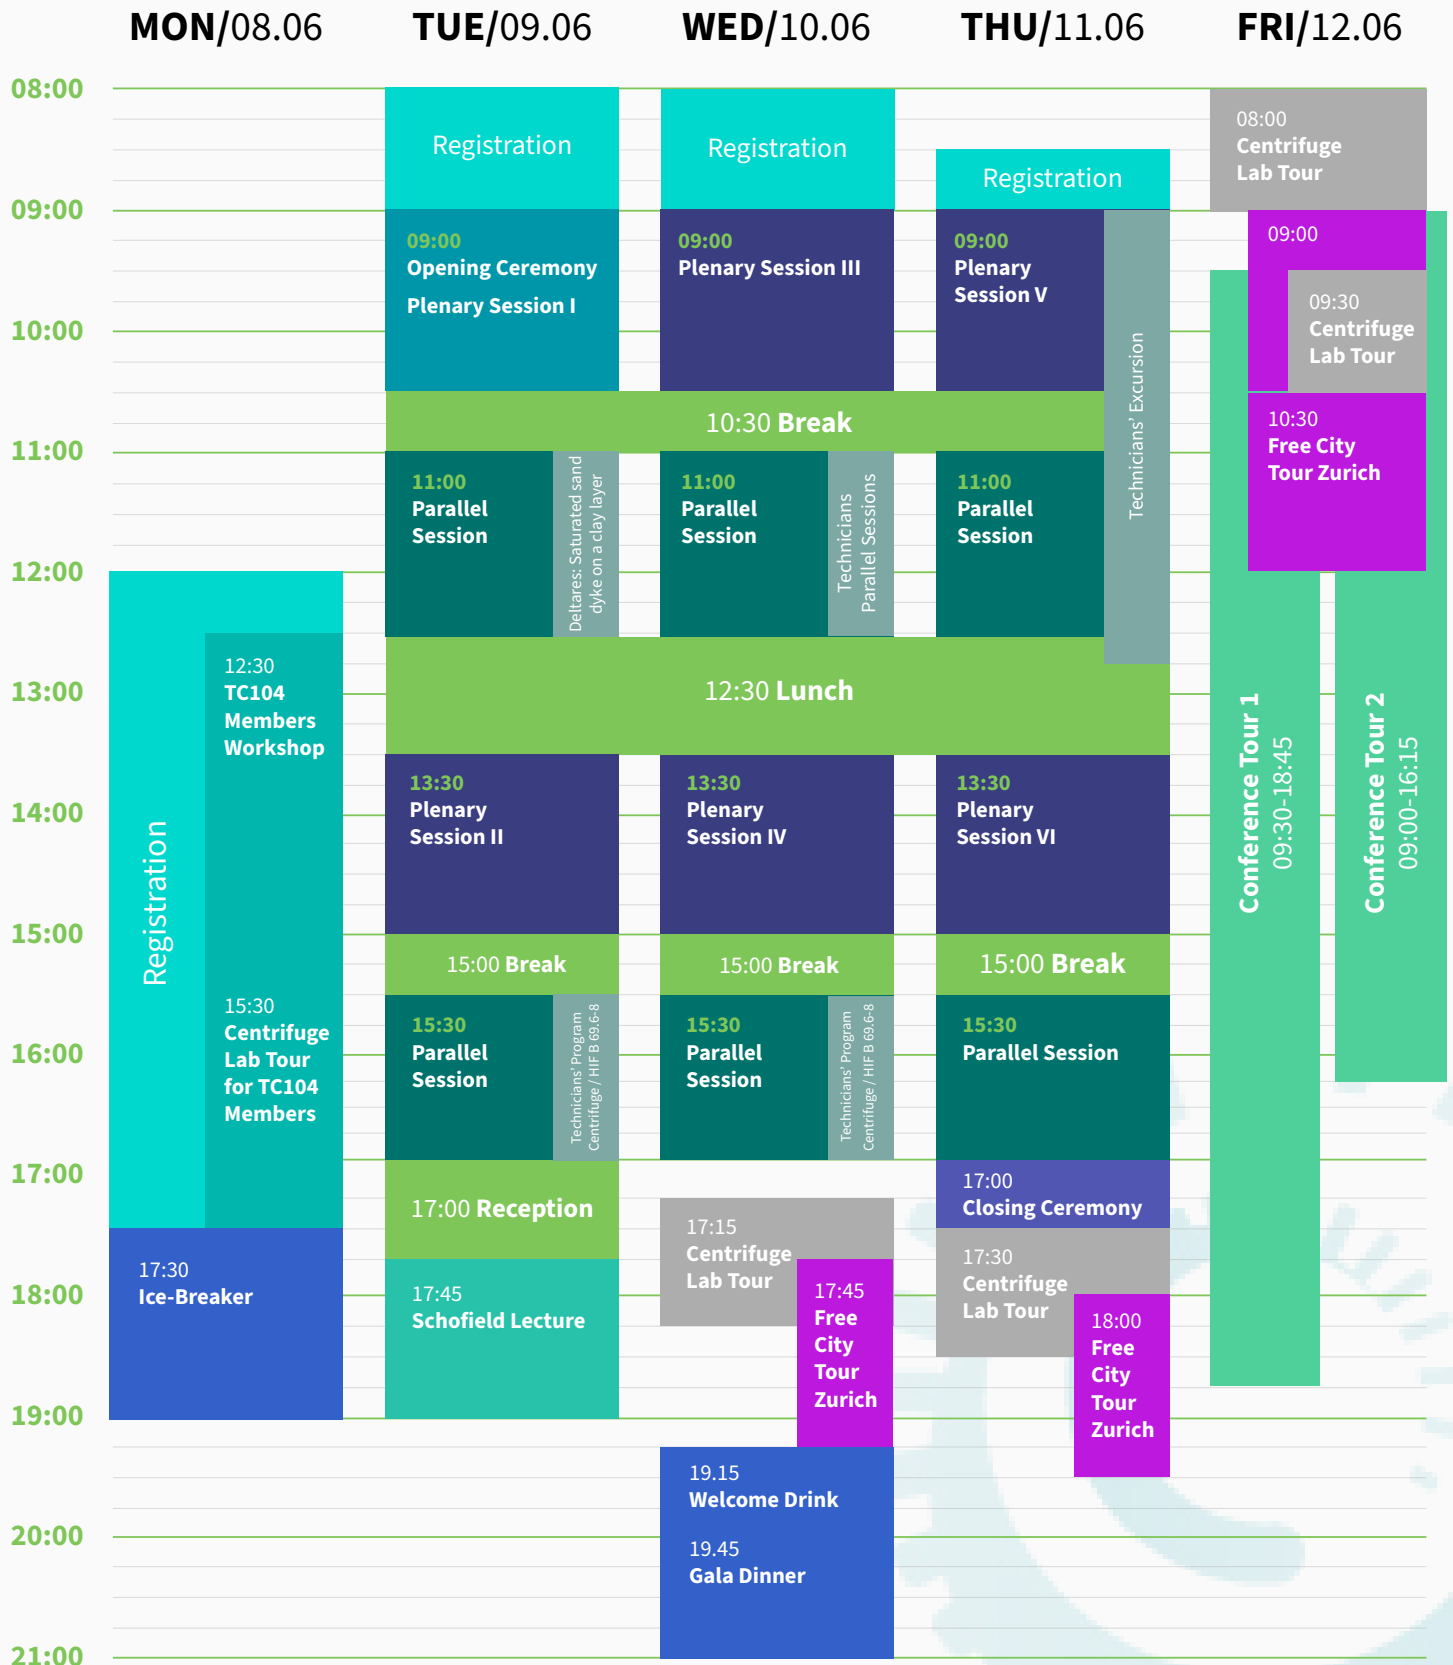 MON/08.06
TUE/09.06
WED/10.06
THU/11.06
FRI/12.06
08:00
09:00
10:00
11:00
12:00
13:00
14:00
15:00
16:00
17:00
18:00
19:00
20:00
21:00
Registration
12:30
TC104
Members
Workshop
15:30
Centrifuge
Lab Tour
for TC104
Members
17:30
Ice-Breaker
Registration
09:00
Opening Ceremony
Plenary Session I
10:30 Break
11:00
Parallel
Session
Deltares: Saturated sand
dyke on a clay layer
12:30 Lunch
13:30
Plenary
Session II
15:00 Break
15:30
Parallel
Session
Technicians' Program
Centrifuge / HIF B 69.6-8
17:00 Reception
17:45
Schofield Lecture
Registration
09:00
Plenary Session III
11:00
Parallel
Session
Technicians
Parallel Sessions
13:30
Plenary
Session IV
15:00 Break
15:30
Parallel
Session
Technicians' Program
Centrifuge / HIF B 69.6-8
17:15
Centrifuge
Lab Tour
17:45
Free
City
Tour
Zurich
19.15
Welcome Drink
19.45
Gala Dinner
Registration
09:00
Plenary
Session V
Technicians' Excursion
11:00
Parallel
Session
13:30
Plenary
Session VI
15:00 Break
15:30
Parallel Session
17:00
Closing Ceremony
17:30
Centrifuge
Lab Tour
18:00
Free
City
Tour
Zurich
08:00
Centrifuge
Lab Tour
09:00
09:30
Centrifuge
Lab Tour
10:30
Free City
Tour Zurich
Conference Tour 1
09:30-18:45
Conference Tour 2
09:00-16:15